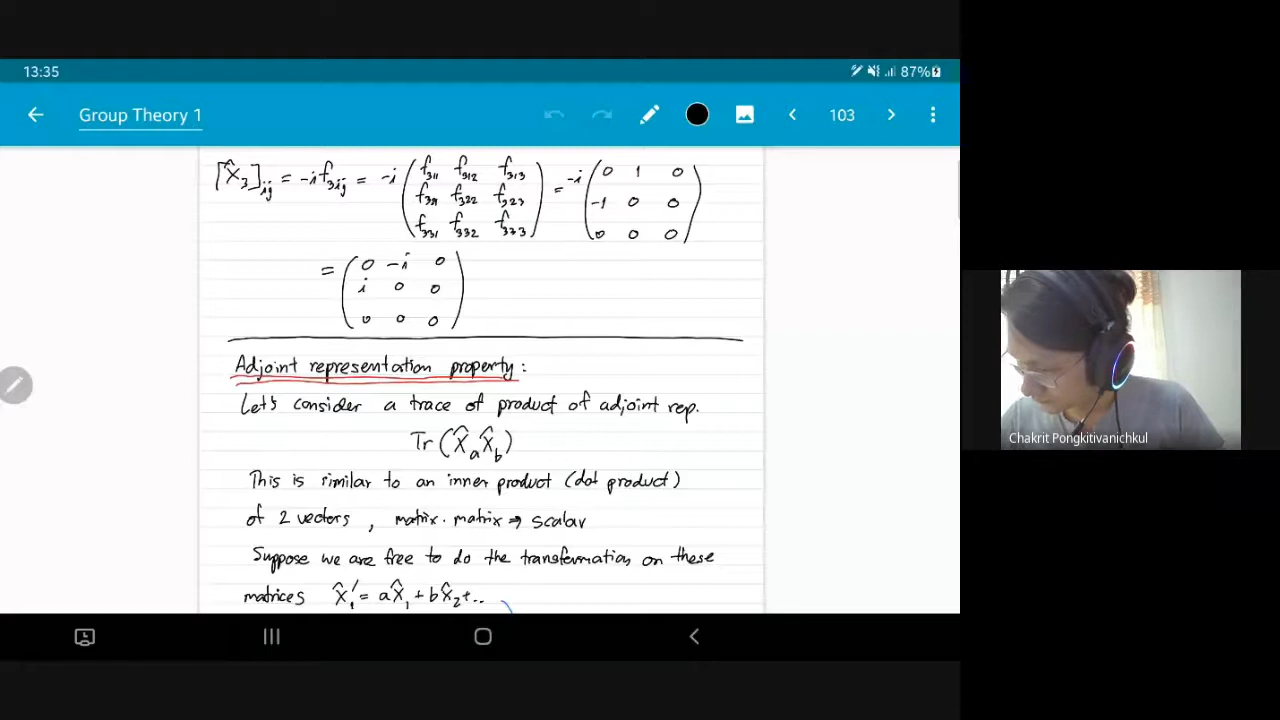 13:35
87%
Group Theory 1
103
[X̂₃]ᵢⱼ = -i f₃ᵢⱼ = -i ( f₃₁₁ f₃₁₂ f₃₁₃ ; f₃₂₁ f₃₂₂ f₃₂₃ ; f₃₃₁ f₃₃₂ f₃₃₃ ) = -i ( 0 1 0 ; -1 0 0 ; 0 0 0 )
= ( 0 -i 0 ; i 0 0 ; 0 0 0 )
Adjoint representation property :
Let's consider a trace of product of adjoint rep.
Tr (X̂ₐX̂_b)
This is similar to an inner product (dot product)
of 2 vectors , matrix · matrix → scalar
Suppose we are free to do the transformation on these
matrices X̂₁′ = aX̂₁ + bX̂₂ + ...
Chakrit Pongkitivanichkul